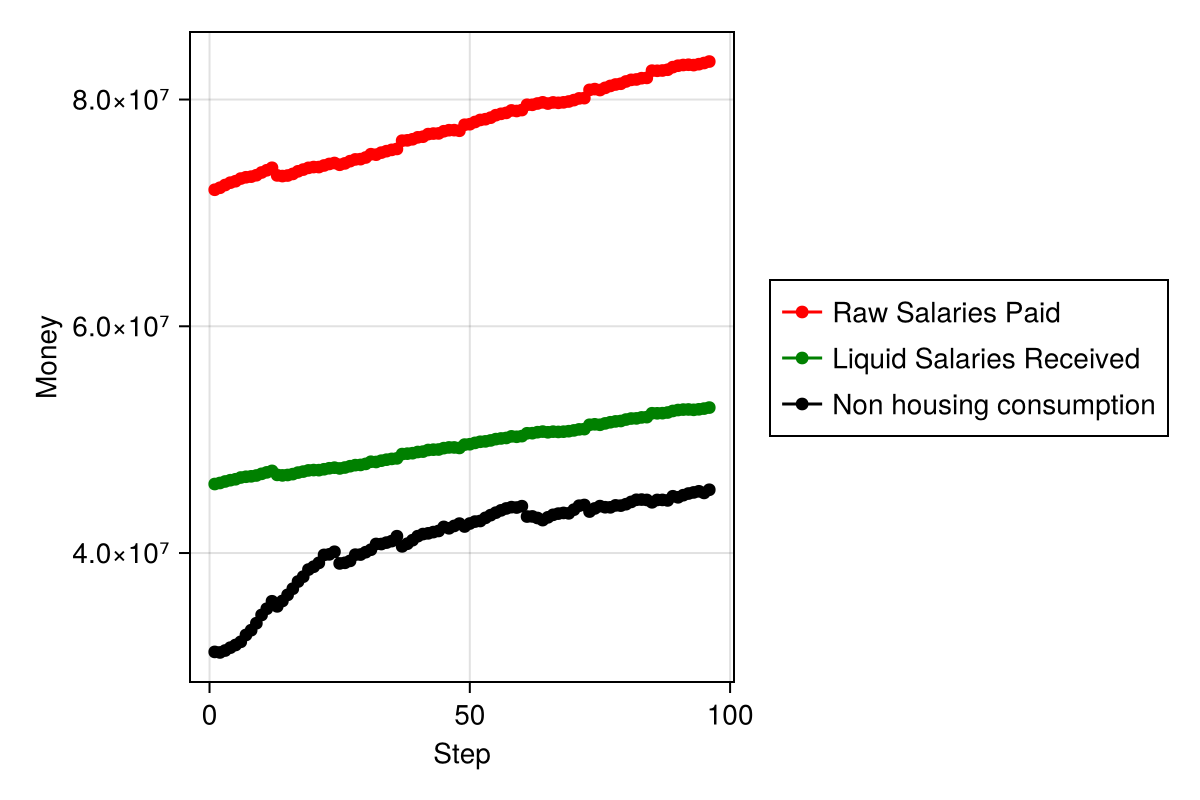 8.0×10⁷
6.0×10⁷
4.0×10⁷
Money
0
50
100
Step
Raw Salaries Paid
Liquid Salaries Received
Non housing consumption